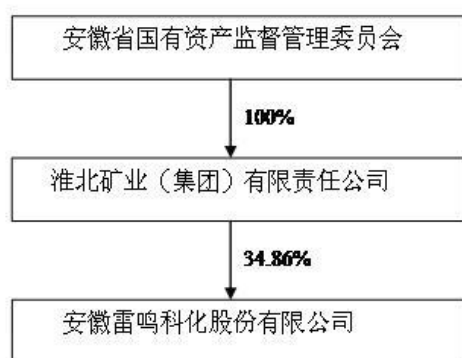 安徽省国有资产监督管理委员会
100%
淮北矿业（集团）有限责任公司
34.86%
安徽雷鸣科化股份有限公司